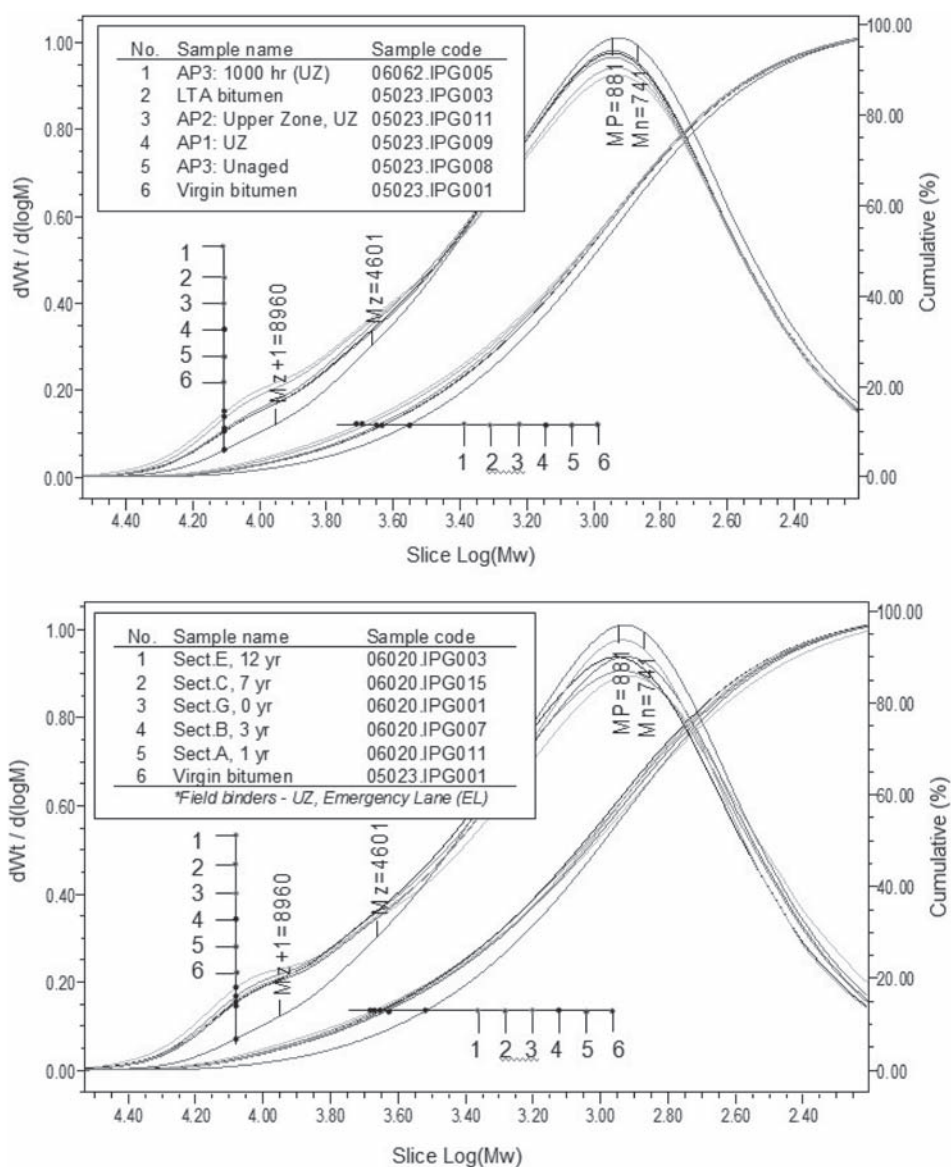 No. Sample name Sample code
1 AP3: 1000 hr (UZ) 06062.IPG005
2 LTA bitumen 05023.IPG003
3 AP2: Upper Zone, UZ 05023.IPG011
4 AP1: UZ 05023.IPG009
5 AP3: Unaged 05023.IPG008
6 Virgin bitumen 05023.IPG001
1.00
0.80
0.60
0.40
0.20
0.00
dWt / d(logM)
100.00
80.00
60.00
40.00
20.00
0.00
Cumulative (%)
MP=881
Mn=741
Mz=4601
Mz+1=8960
1
2
3
4
5
6
1 2 3 4 5 6
4.40 4.20 4.00 3.80 3.60 3.40 3.20 3.00 2.80 2.60 2.40
Slice Log(Mw)
No. Sample name Sample code
1 Sect.E, 12 yr 06020.IPG003
2 Sect.C, 7 yr 06020.IPG015
3 Sect.G, 0 yr 06020.IPG001
4 Sect.B, 3 yr 06020.IPG007
5 Sect.A, 1 yr 06020.IPG011
6 Virgin bitumen 05023.IPG001
*Field binders - UZ, Emergency Lane (EL)
1.00
0.80
0.60
0.40
0.20
0.00
dWt / d(logM)
100.00
80.00
60.00
40.00
20.00
0.00
Cumulative (%)
MP=881
Mn=741
Mz=4601
Mz+1=8960
1
2
3
4
5
6
1 2 3 4 5 6
4.40 4.20 4.00 3.80 3.60 3.40 3.20 3.00 2.80 2.60 2.40
Slice Log(Mw)